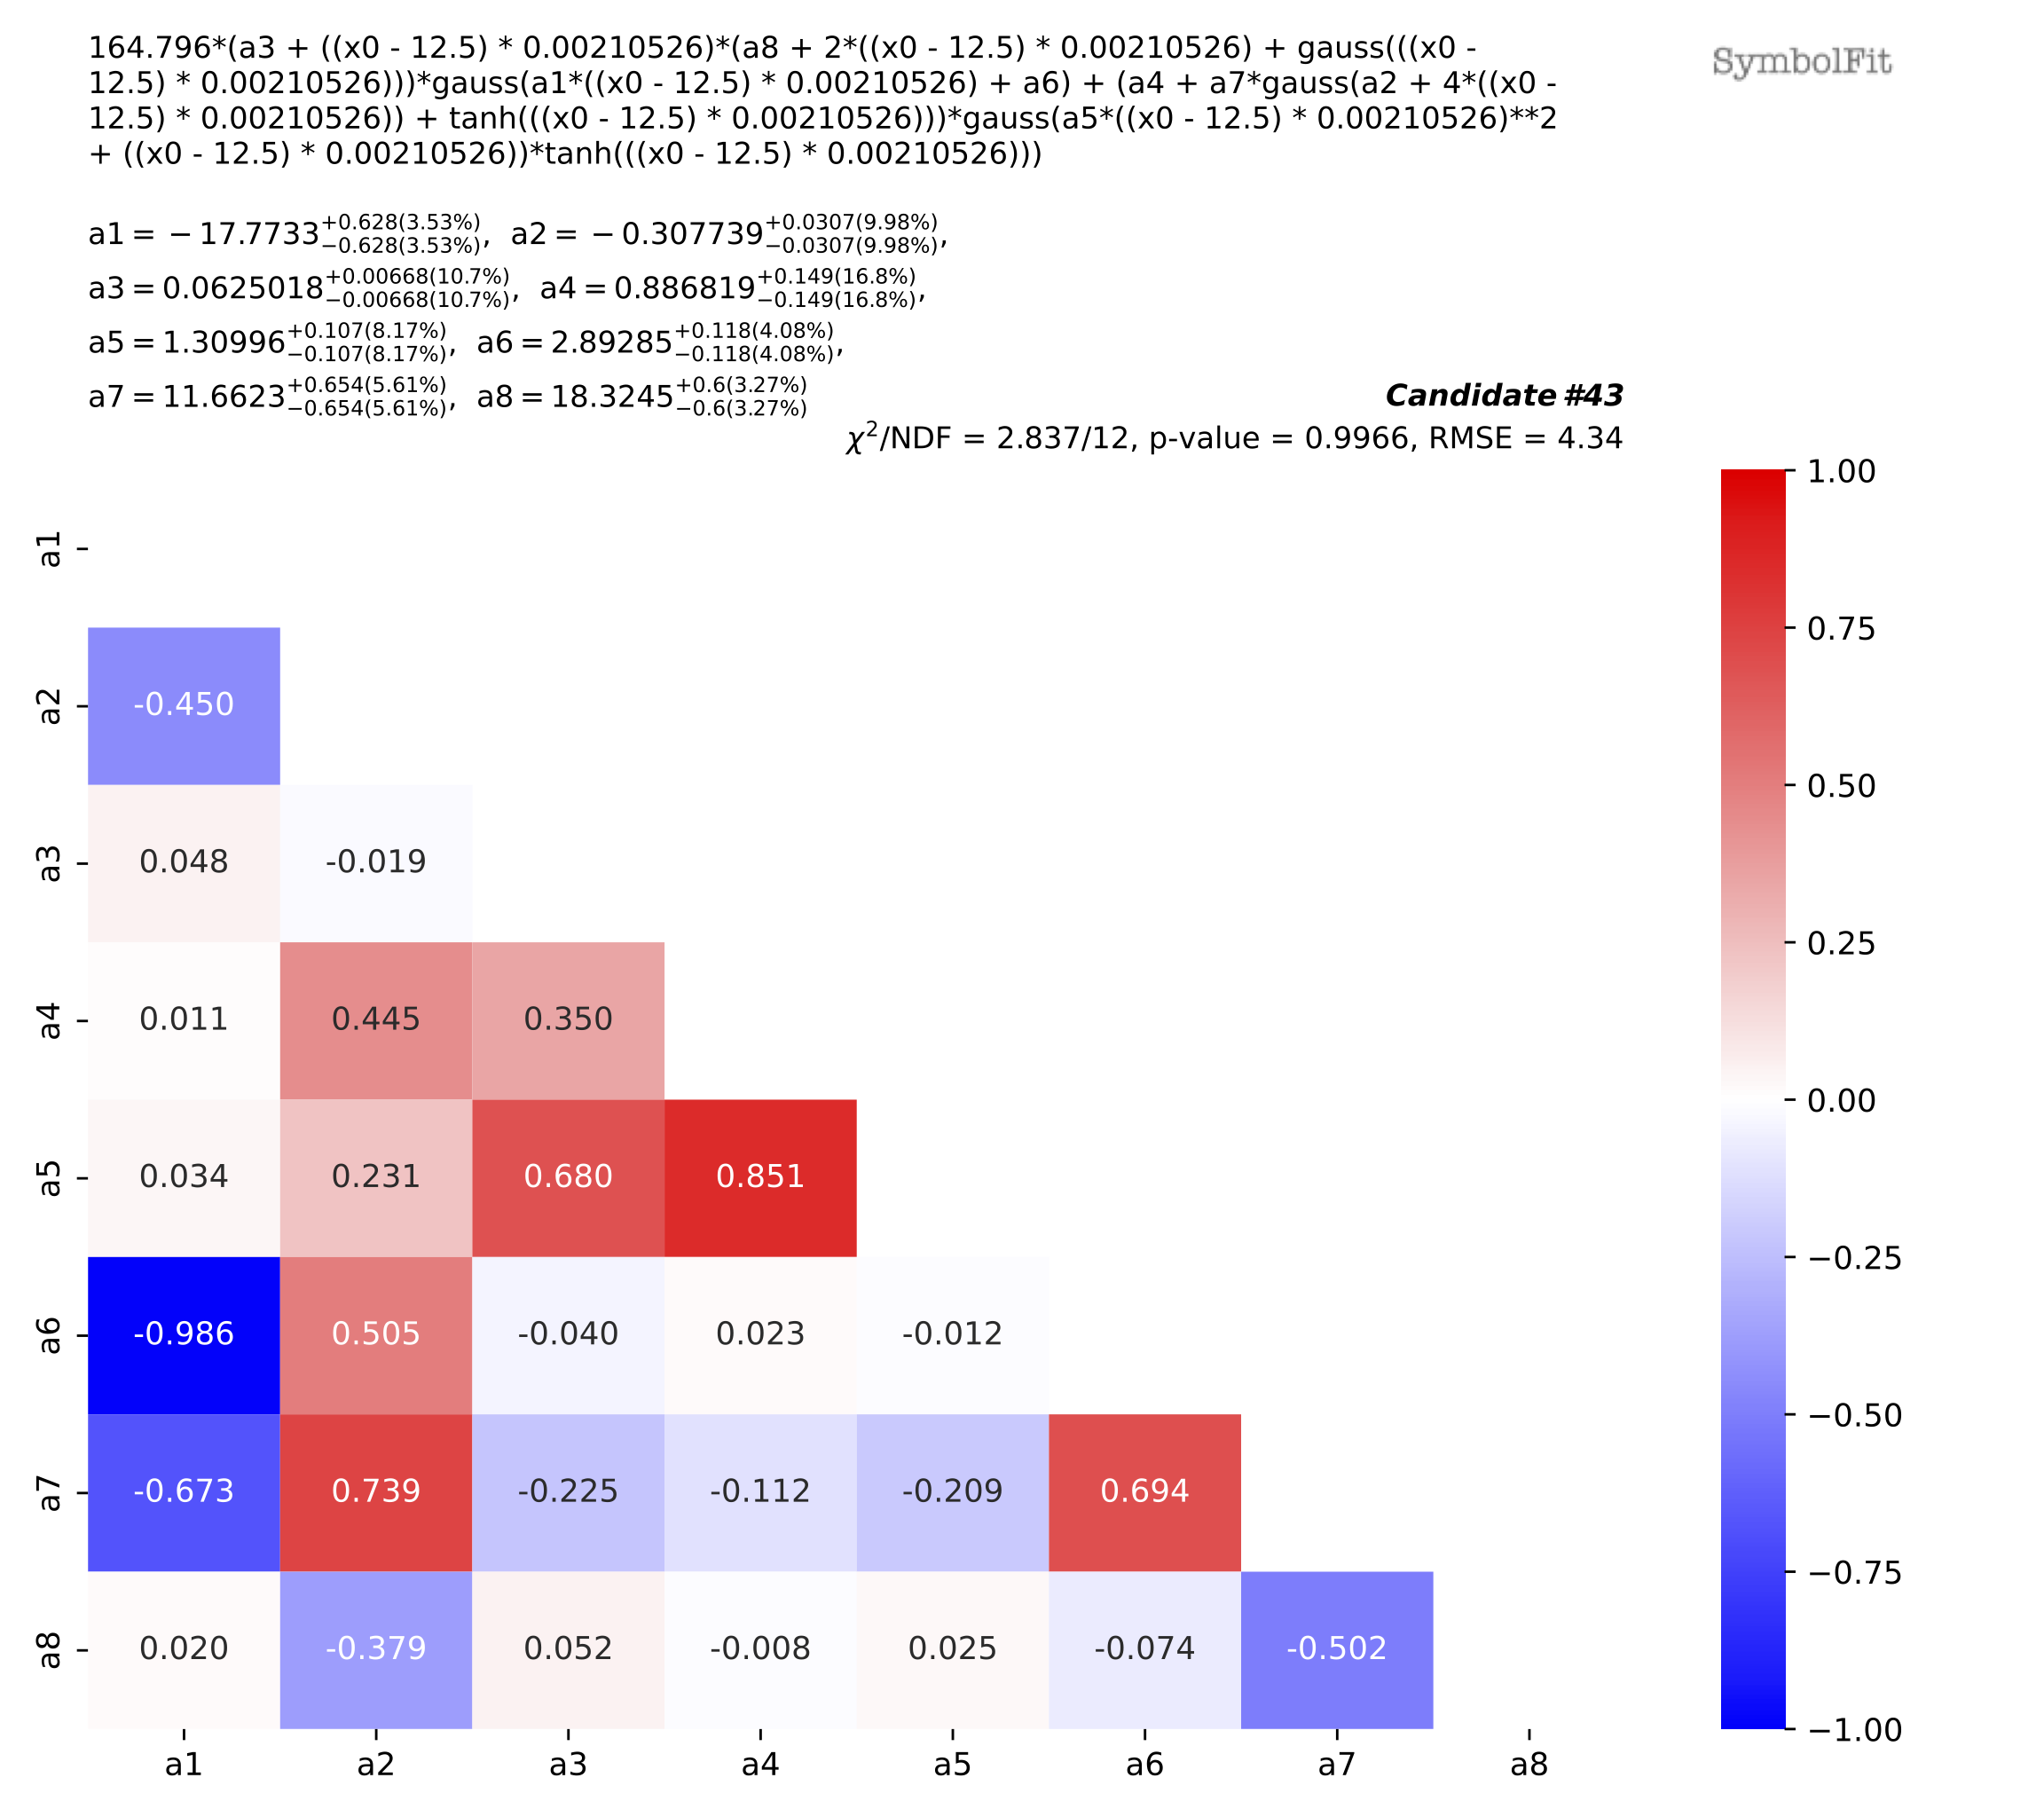 164.796*(a3 + ((x0 - 12.5) * 0.00210526)*(a8 + 2*((x0 - 12.5) * 0.00210526) + gauss(((x0 -
12.5) * 0.00210526)))*gauss(a1*((x0 - 12.5) * 0.00210526) + a6) + (a4 + a7*gauss(a2 + 4*((x0 -
12.5) * 0.00210526)) + tanh(((x0 - 12.5) * 0.00210526)))*gauss(a5*((x0 - 12.5) * 0.00210526)**2
+ ((x0 - 12.5) * 0.00210526))*tanh(((x0 - 12.5) * 0.00210526)))
SymbolFit
a1 = − 17.7733 +0.628(3.53%) −0.628(3.53%), a2 = − 0.307739 +0.0307(9.98%) −0.0307(9.98%),
a3 = 0.0625018 +0.00668(10.7%) −0.00668(10.7%), a4 = 0.886819 +0.149(16.8%) −0.149(16.8%),
a5 = 1.30996 +0.107(8.17%) −0.107(8.17%), a6 = 2.89285 +0.118(4.08%) −0.118(4.08%),
a7 = 11.6623 +0.654(5.61%) −0.654(5.61%), a8 = 18.3245 +0.6(3.27%) −0.6(3.27%)
Candidate #43
χ²/NDF = 2.837/12, p-value = 0.9966, RMSE = 4.34
a1
a2 -0.450
a3 0.048 -0.019
a4 0.011 0.445 0.350
a5 0.034 0.231 0.680 0.851
a6 -0.986 0.505 -0.040 0.023 -0.012
a7 -0.673 0.739 -0.225 -0.112 -0.209 0.694
a8 0.020 -0.379 0.052 -0.008 0.025 -0.074 -0.502
a1 a2 a3 a4 a5 a6 a7 a8
1.00
0.75
0.50
0.25
0.00
−0.25
−0.50
−0.75
−1.00